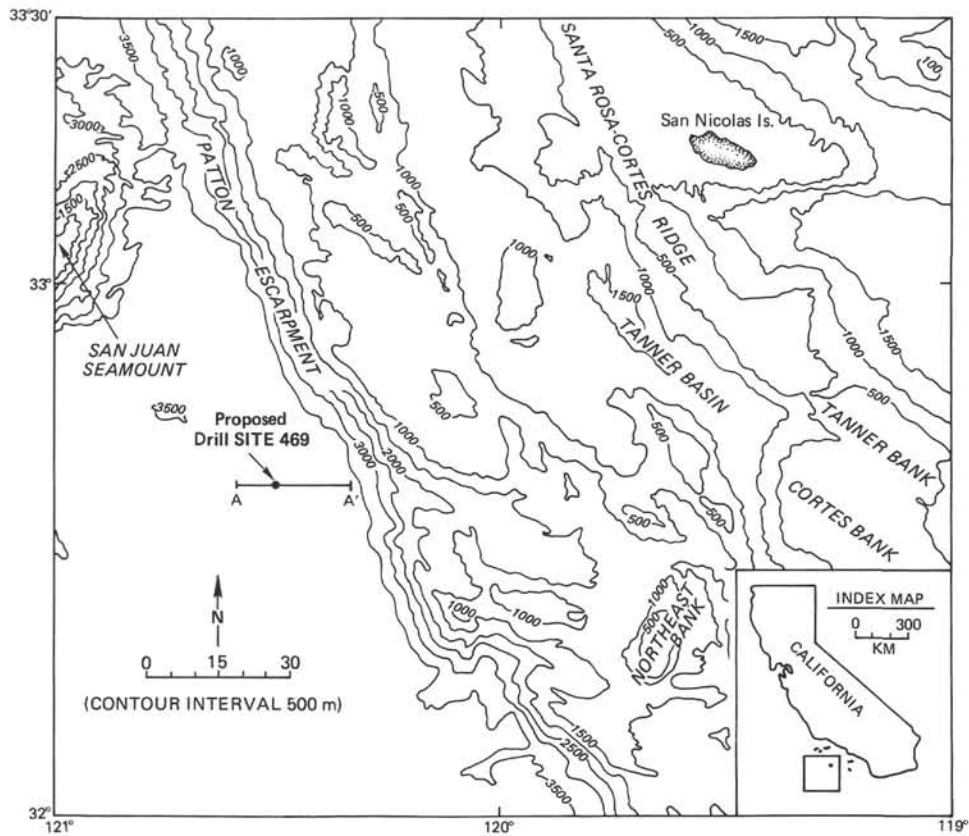 33°30'
3500
1000
500
1000
500
1000
1500
100
SANTA ROSA-CORTES
RIDGE
San Nicolas Is.
3000
2500
1500
PATTON
ESCARPMENT
1000
500
500
1000
1000
500
1500
1000
1500
33°
SAN JUAN
SEAMOUNT
TANNER BASIN
500
3500
Proposed
Drill SITE 469
A
A'
3000
2000
1000
500
500
500
500
TANNER BANK
CORTES
BANK
N
0 15 30
(CONTOUR INTERVAL 500 m)
1000
1000
1000
500
NORTHEAST
BANK
1500
2500
3500
INDEX MAP
0 300
KM
CALIFORNIA
32°
121°
120°
119°